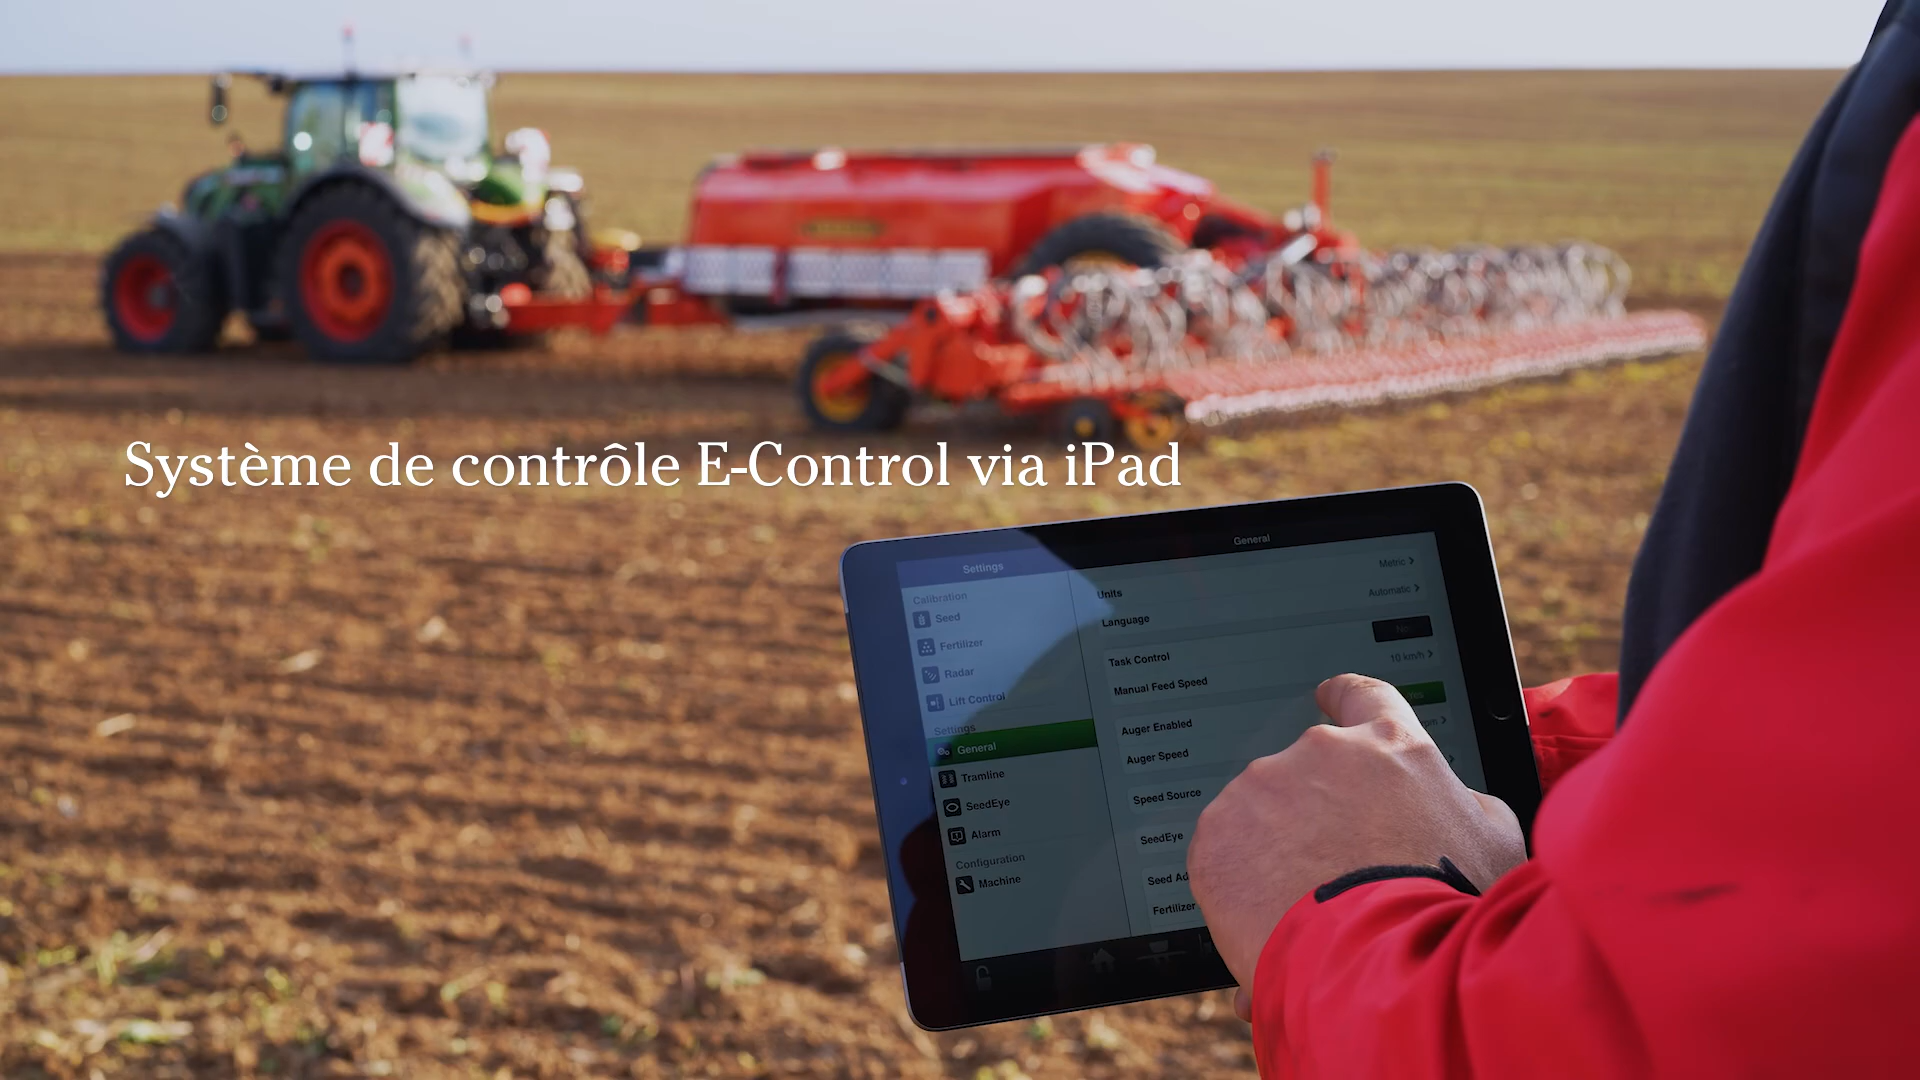 Système de contrôle E-Control via iPad
Settings
General
Calibration
Seed
Fertilizer
Radar
Lift Control
Settings
General
Tramline
SeedEye
Alarm
Configuration
Machine
Units
Metric
Language
Automatic
Task Control
Manual Feed Speed
10 km/h
Auger Enabled
Auger Speed
Speed Source
SeedEye
Seed
Fertilizer